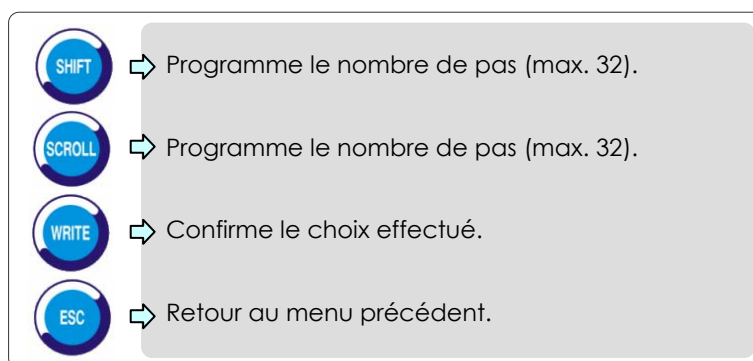 SHIFT Programme le nombre de pas (max. 32).
SCROLL Programme le nombre de pas (max. 32).
WRITE Confirme le choix effectué.
ESC Retour au menu précédent.